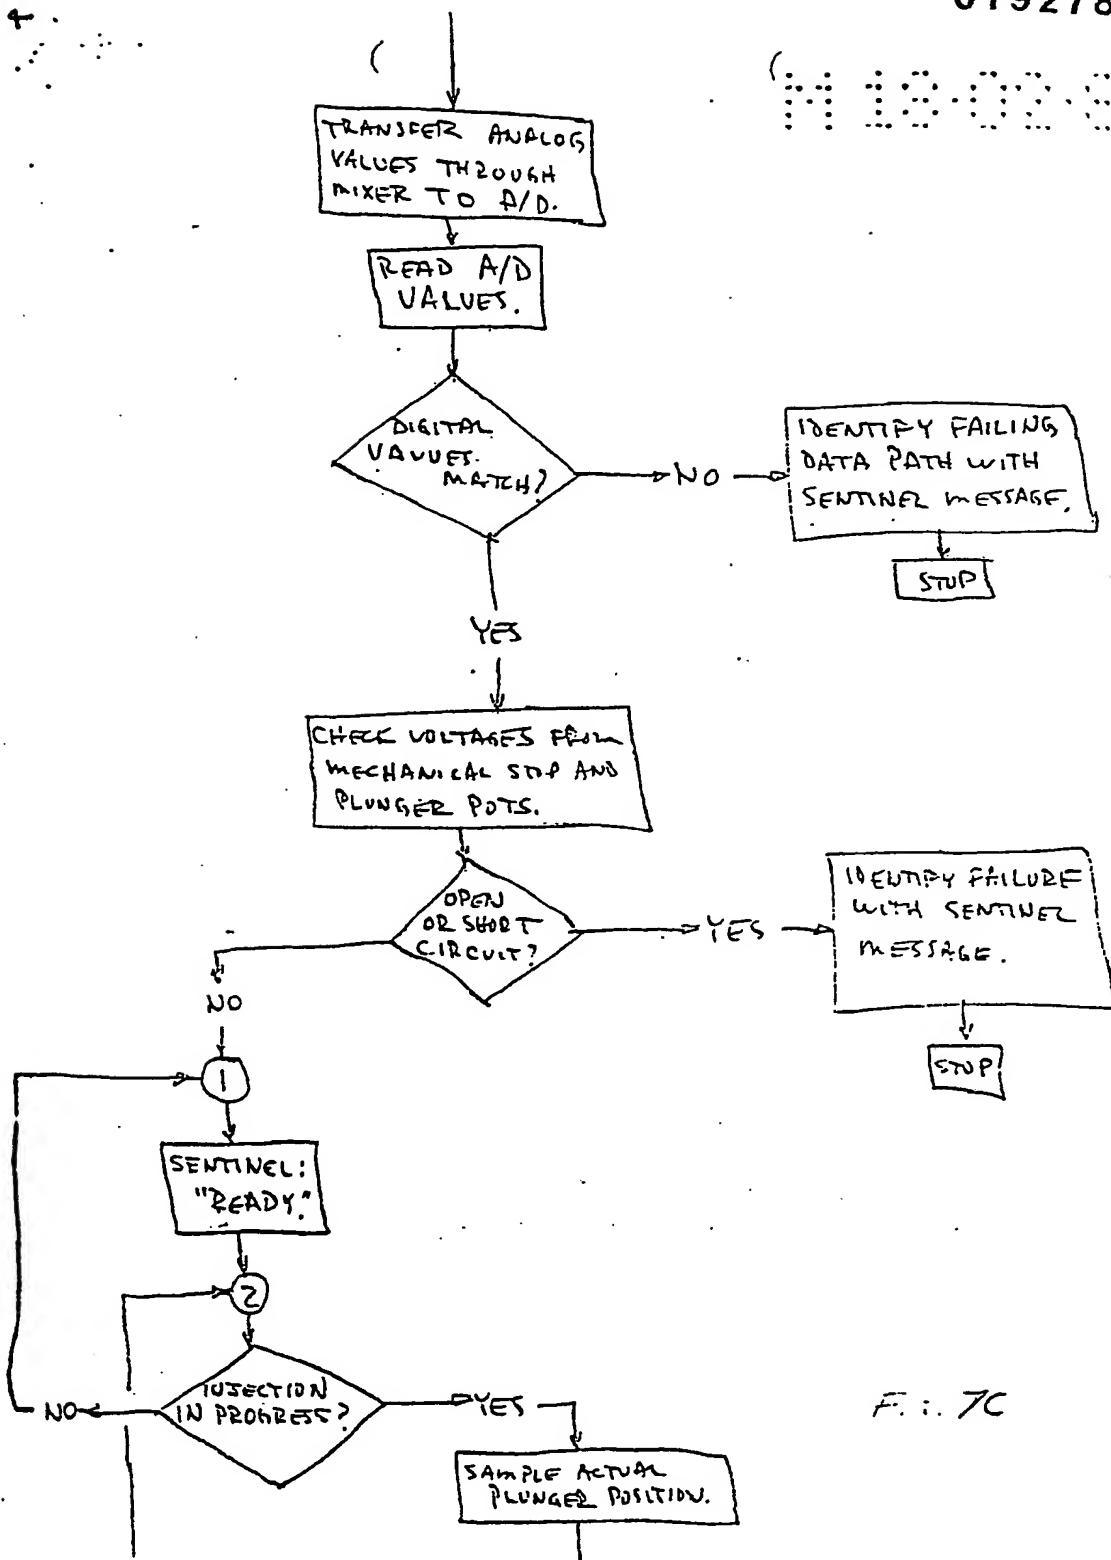 TRANSFER ANALOG
VALUES THROUGH
MIXER TO A/D.
READ A/D
VALUES.
DIGITAL
VAVUES
MATCH?
NO
IDENTIFY FAILING
DATA PATH WITH
SENTINEL MESSAGE.
STOP
YES
CHECK VOLTAGES FROM
MECHANICAL STOP AND
PLUNGER POTS.
OPEN
OR SHORT
CIRCUIT?
YES
IDENTIFY FAILURE
WITH SENTINEL
MESSAGE.
STOP
NO
1
SENTINEL:
"READY."
2
INJECTION
IN PROGRESS?
NO
YES
SAMPLE ACTUAL
PLUNGER POSITION.
7C